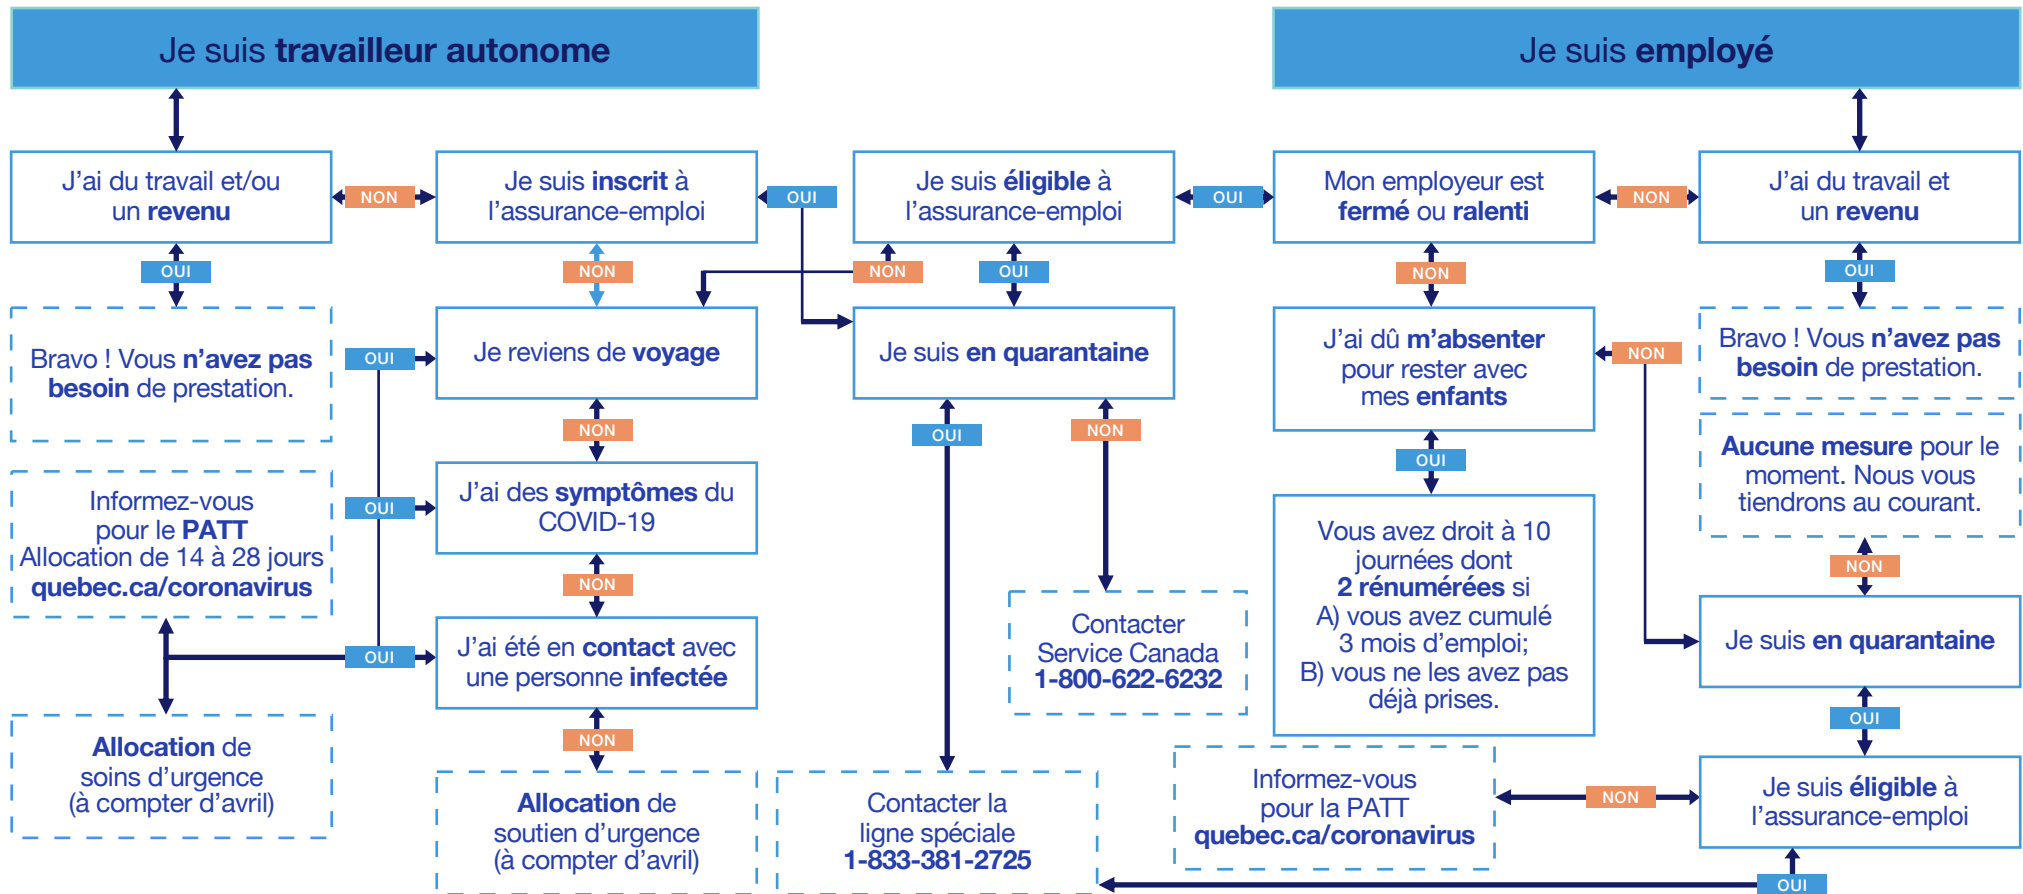 Je suis travailleur autonome
Je suis employé
J’ai du travail et/ou
un revenu
NON
Je suis inscrit à
l’assurance-emploi
OUI
Je suis éligible à
l’assurance-emploi
OUI
Mon employeur est
fermé ou ralenti
NON
J’ai du travail et
un revenu
OUI
NON
NON
OUI
NON
OUI
Bravo ! Vous n’avez pas
besoin de prestation.
OUI
Je reviens de voyage
Je suis en quarantaine
J’ai dû m’absenter
pour rester avec
mes enfants
NON
Bravo ! Vous n’avez pas
besoin de prestation.
NON
OUI
NON
OUI
Aucune mesure pour le
moment. Nous vous
tiendrons au courant.
Informez-vous
pour le PATT
Allocation de 14 à 28 jours
quebec.ca/coronavirus
OUI
J’ai des symptômes du
COVID-19
Vous avez droit à 10
journées dont
2 rénumérées si
A) vous avez cumulé
3 mois d’emploi;
B) vous ne les avez pas
déjà prises.
NON
NON
OUI
J’ai été en contact avec
une personne infectée
Contacter
Service Canada
1-800-622-6232
Je suis en quarantaine
NON
OUI
Allocation de
soins d’urgence
(à compter d’avril)
Allocation de
soutien d’urgence
(à compter d’avril)
Contacter la
ligne spéciale
1-833-381-2725
Informez-vous
pour la PATT
quebec.ca/coronavirus
NON
Je suis éligible à
l’assurance-emploi
OUI